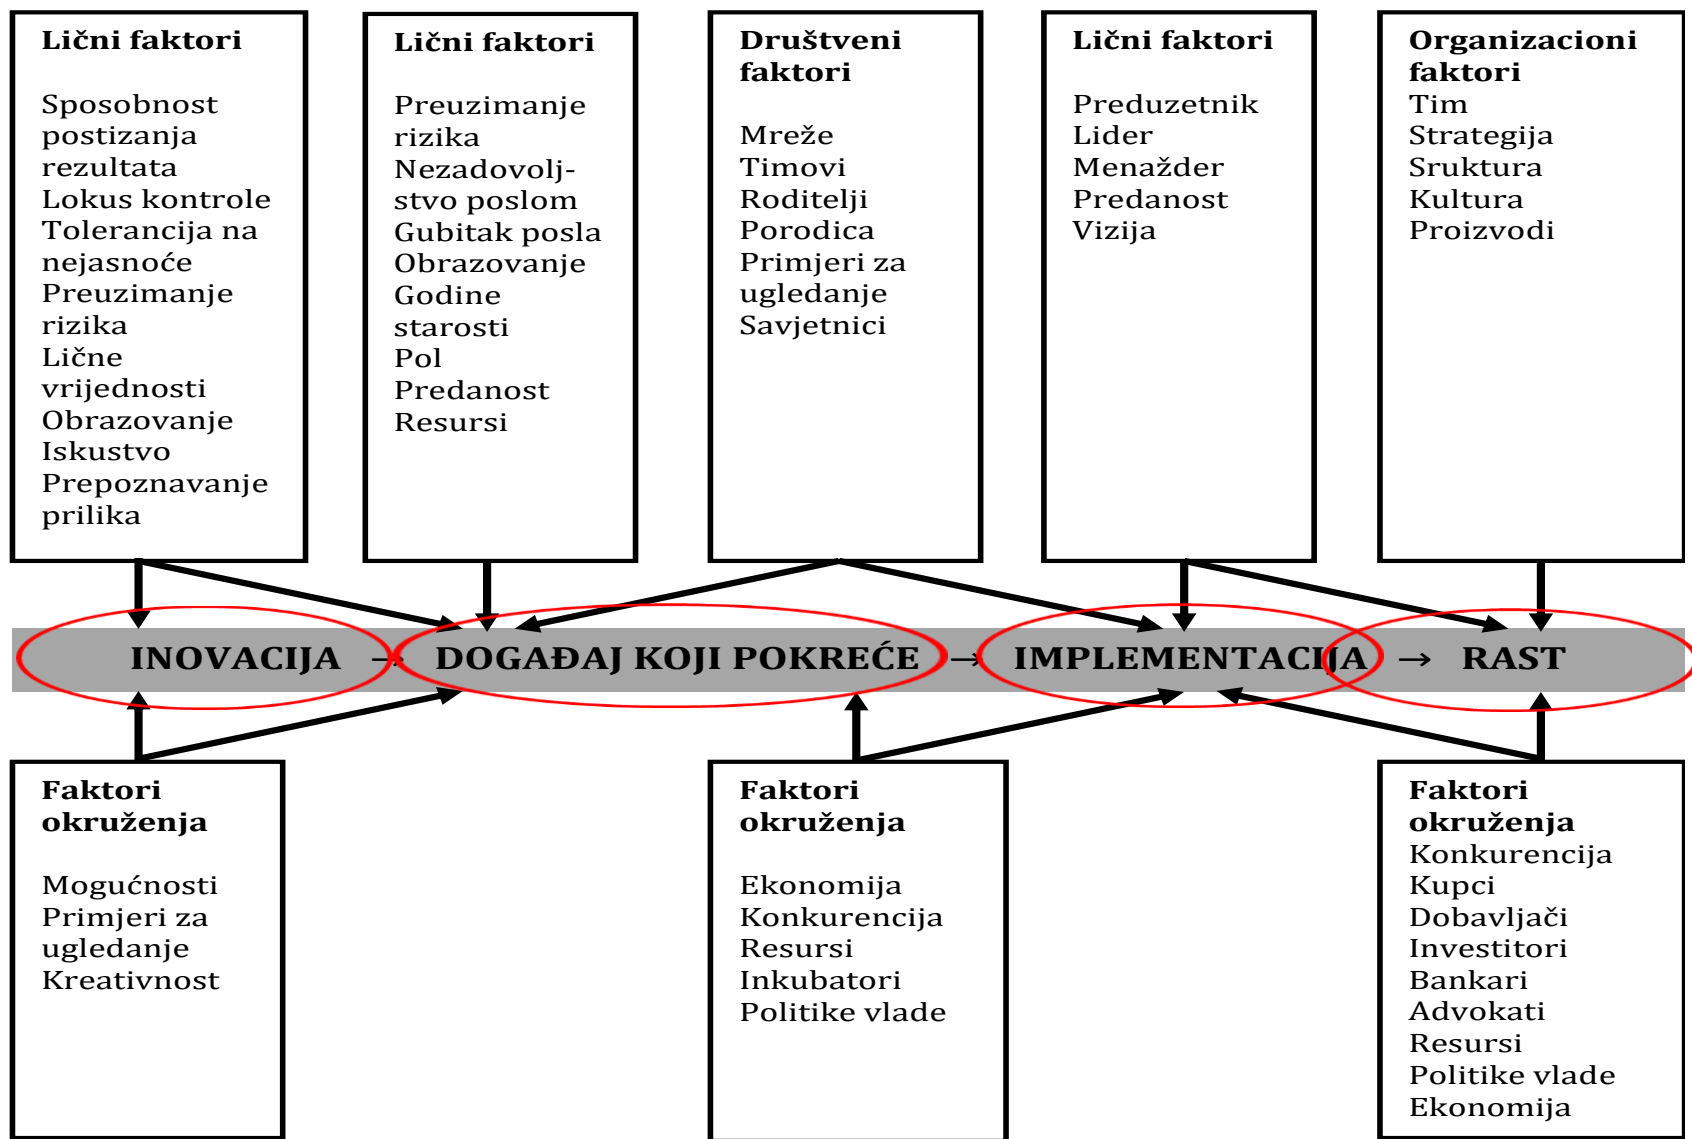 Lični faktori
Sposobnost
postizanja
rezultata
Lokus kontrole
Tolerancija na
nejasnoće
Preuzimanje
rizika
Lične
vrijednosti
Obrazovanje
Iskustvo
Prepoznavanje
prilika
Lični faktori
Preuzimanje
rizika
Nezadovolj-
stvo poslom
Gubitak posla
Obrazovanje
Godine
starosti
Pol
Predanost
Resursi
Društveni
faktori
Mreže
Timovi
Roditelji
Porodica
Primjeri za
ugledanje
Savjetnici
Lični faktori
Preduzetnik
Lider
Menažder
Predanost
Vizija
Organizacioni
faktori
Tim
Strategija
Sruktura
Kultura
Proizvodi
INOVACIJA → DOGAĐAJ KOJI POKREĆE → IMPLEMENTACIJA → RAST
Faktori
okruženja
Mogućnosti
Primjeri za
ugledanje
Kreativnost
Faktori
okruženja
Ekonomija
Konkurencija
Resursi
Inkubatori
Politike vlade
Faktori
okruženja
Konkurencija
Kupci
Dobavljači
Investitori
Bankari
Advokati
Resursi
Politike vlade
Ekonomija